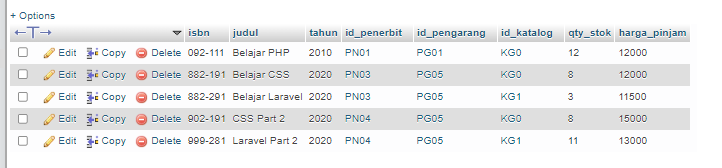 + Options
←T→ isbn judul tahun id_penerbit id_pengarang id_katalog qty_stok harga_pinjam
Edit Copy Delete 092-111 Belajar PHP 2010 PN01 PG01 KG0 12 12000
Edit Copy Delete 882-191 Belajar CSS 2020 PN03 PG05 KG0 8 12000
Edit Copy Delete 882-291 Belajar Laravel 2020 PN03 PG05 KG1 3 11500
Edit Copy Delete 902-191 CSS Part 2 2020 PN04 PG05 KG0 8 15000
Edit Copy Delete 999-281 Laravel Part 2 2020 PN04 PG05 KG1 11 13000